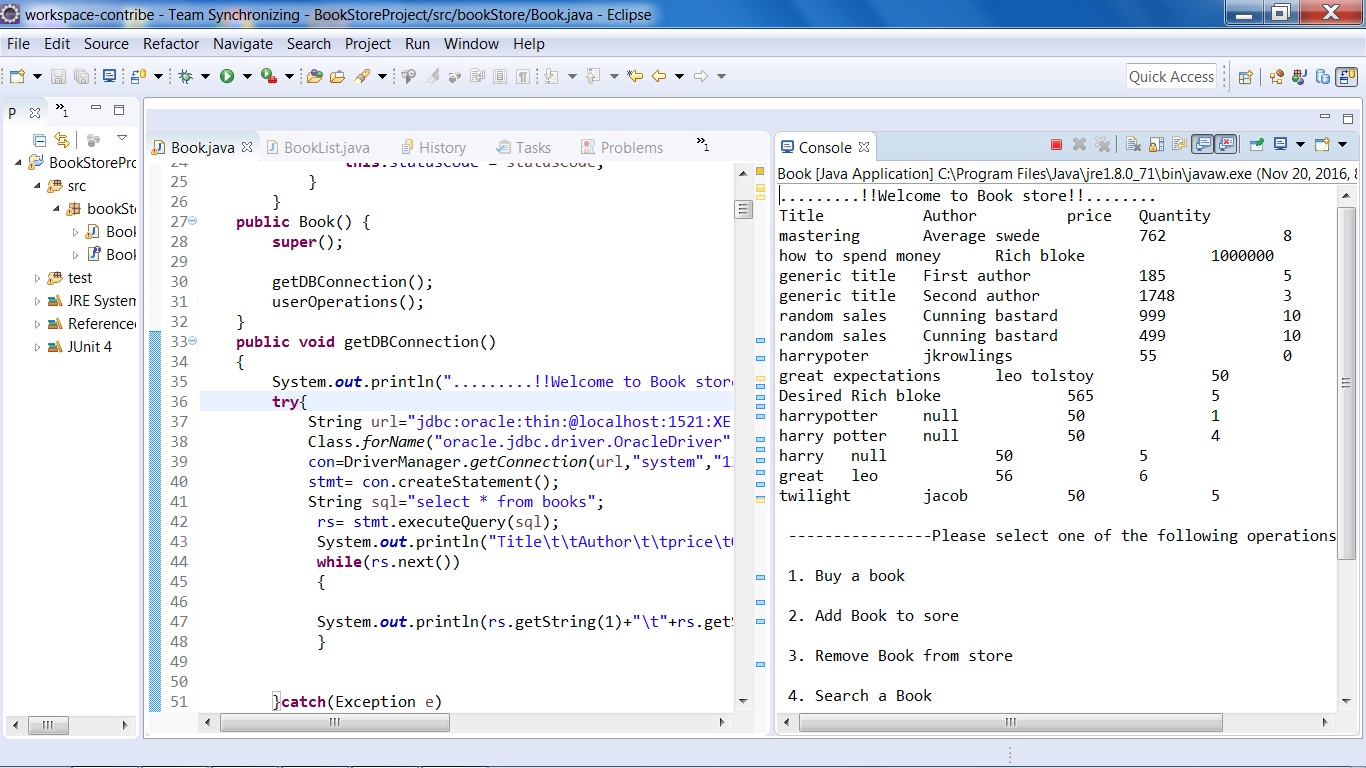 workspace-contribe - Team Synchronizing - BookStoreProject/src/bookStore/Book.java - Eclipse
File Edit Source Refactor Navigate Search Project Run Window Help
Quick Access
P
»1
BookStorePro
src
bookSto
Book
Book
test
JRE System
Reference
JUnit 4
Book.java BookList.java History Tasks Problems »1
24 this.statusCode = statusCode;
25 }
26 }
27 public Book() {
28 super();
29
30 getDBConnection();
31 userOperations();
32 }
33 public void getDBConnection()
34 {
35 System.out.println(".........!!Welcome to Book store
36 try{
37 String url="jdbc:oracle:thin:@localhost:1521:XE
38 Class.forName("oracle.jdbc.driver.OracleDriver"
39 con=DriverManager.getConnection(url,"system","1
40 stmt= con.createStatement();
41 String sql="select * from books";
42 rs= stmt.executeQuery(sql);
43 System.out.println("Title\t\tAuthor\t\tprice\t
44 while(rs.next())
45 {
46
47 System.out.println(rs.getString(1)+"\t"+rs.get
48 }
49
50
51 }catch(Exception e)
Console
Book [Java Application] C:\Program Files\Java\jre1.8.0_71\bin\javaw.exe (Nov 20, 2016, 8
.........!!Welcome to Book store!!........
Title Author price Quantity
mastering Average swede 762 8
how to spend money Rich bloke 1000000
generic title First author 185 5
generic title Second author 1748 3
random sales Cunning bastard 999 10
random sales Cunning bastard 499 10
harrypoter jkrowlings 55 0
great expectations leo tolstoy 50
Desired Rich bloke 565 5
harrypotter null 50 1
harry potter null 50 4
harry null 50 5
great leo 56 6
twilight jacob 50 5
----------------Please select one of the following operations
1. Buy a book
2. Add Book to sore
3. Remove Book from store
4. Search a Book